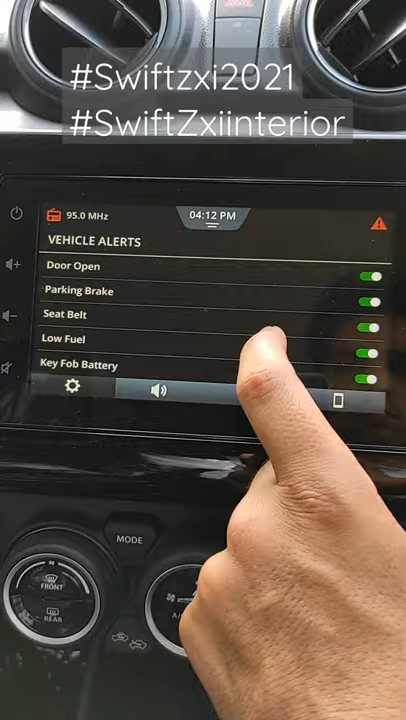 #Swiftzxi2021
#SwiftZxiinterior
95.0 MHz
04:12 PM
VEHICLE ALERTS
Door Open
Parking Brake
Seat Belt
Low Fuel
Key Fob Battery
MODE
FRONT
REAR
A/